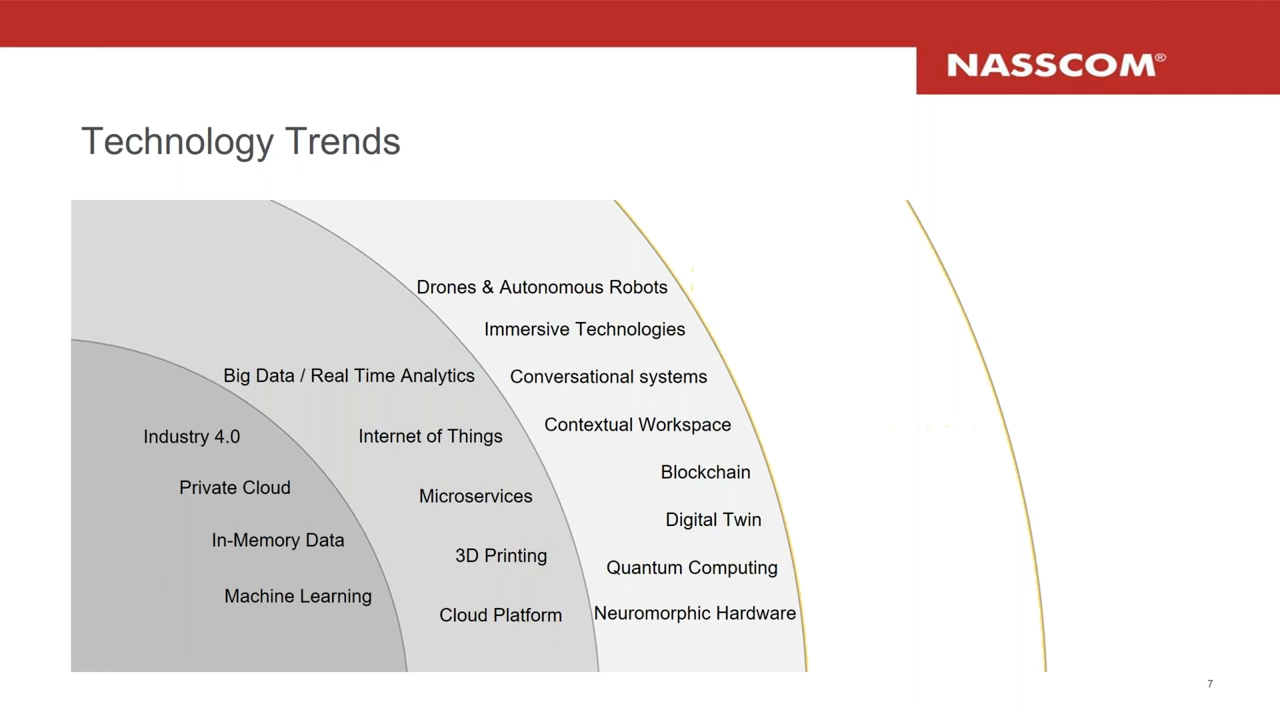 NASSCOM®
Technology Trends
Drones & Autonomous Robots
Immersive Technologies
Big Data / Real Time Analytics
Conversational systems
Contextual Workspace
Industry 4.0
Internet of Things
Blockchain
Private Cloud
Microservices
Digital Twin
In-Memory Data
3D Printing
Quantum Computing
Machine Learning
Cloud Platform
Neuromorphic Hardware
7